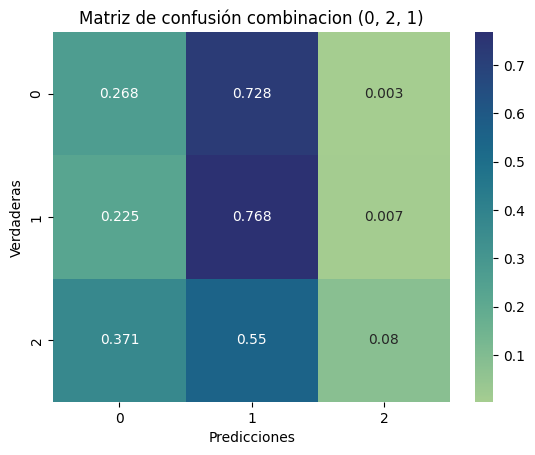 Matriz de confusión combinacion (0, 2, 1)
0 0.268 0.728 0.003
1 0.225 0.768 0.007
2 0.371 0.55 0.08
0 1 2
Predicciones
Verdaderas
0.7
0.6
0.5
0.4
0.3
0.2
0.1